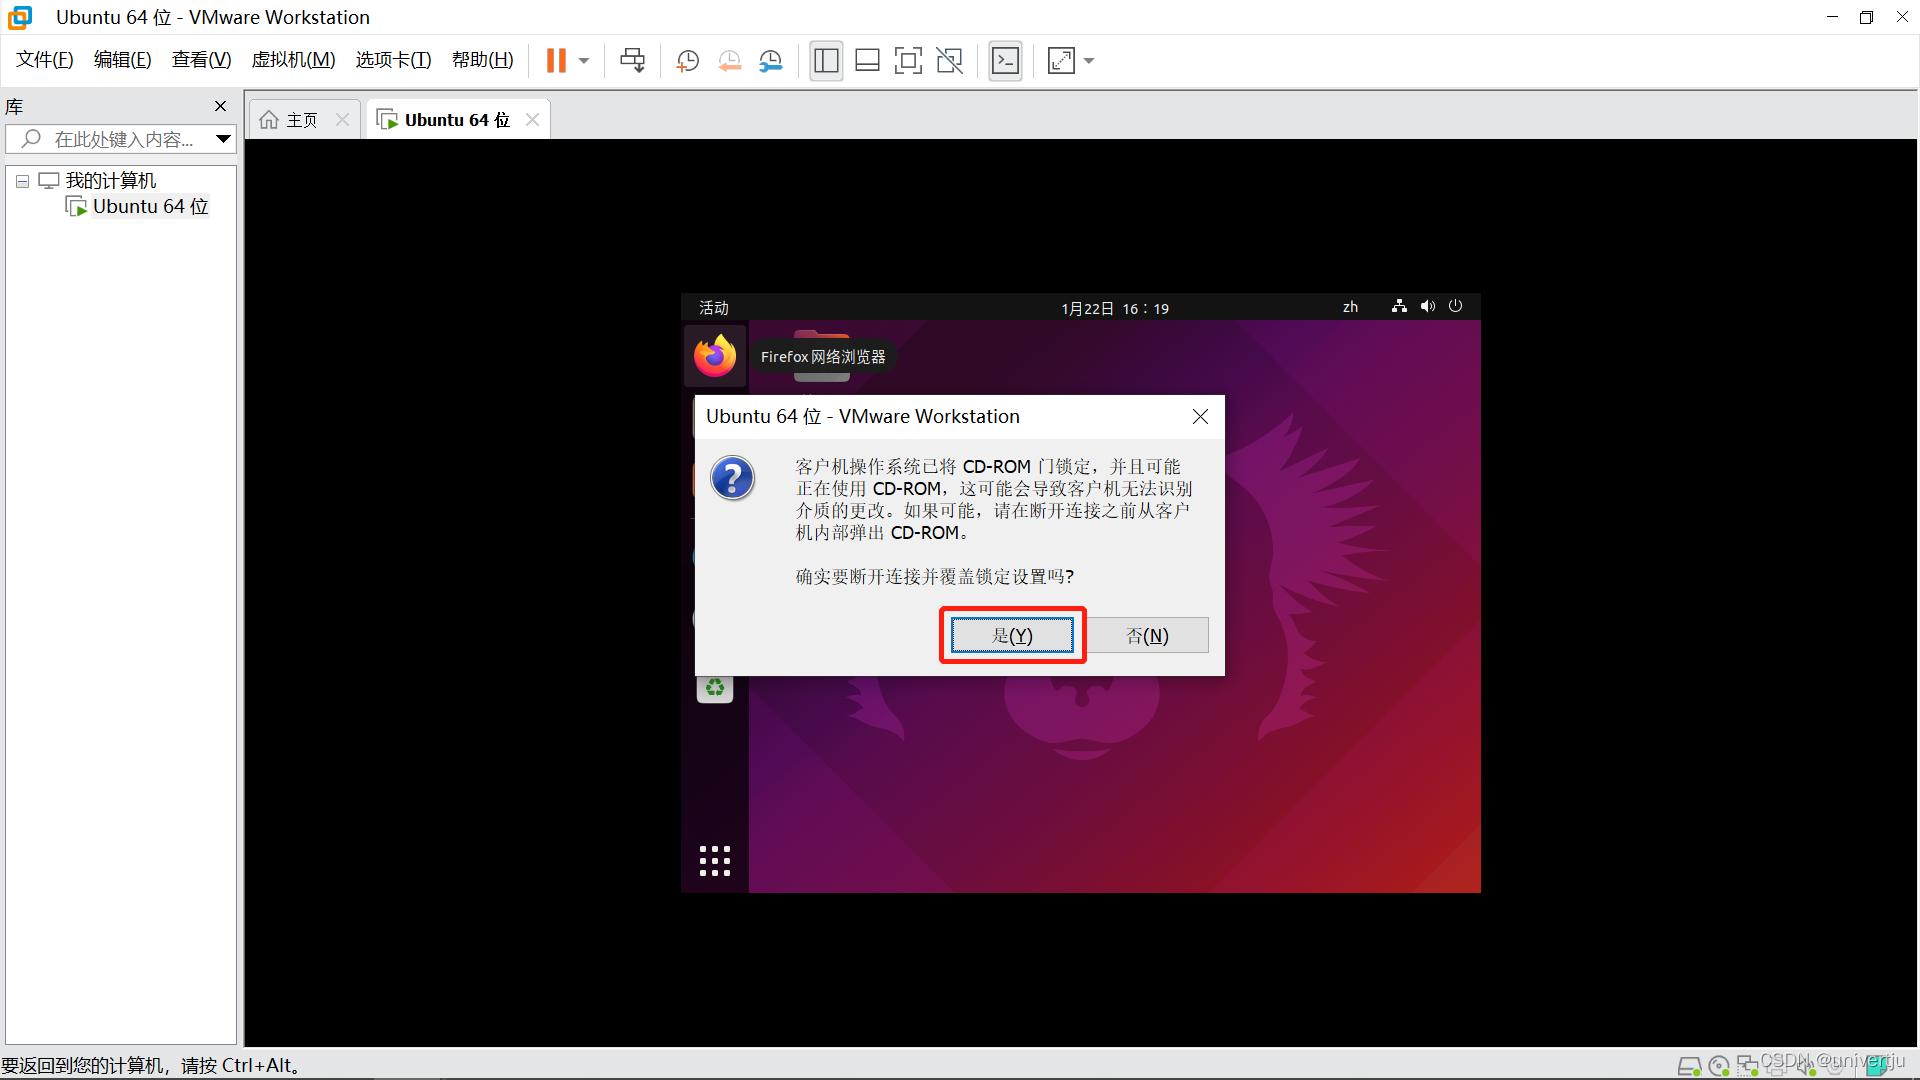 Ubuntu 64 位 - VMware Workstation
文件(F) 编辑(E) 查看(V) 虚拟机(M) 选项卡(T) 帮助(H)
库
主页
Ubuntu 64 位
在此处键入内容...
我的计算机
Ubuntu 64 位
活动
1月22日 16：19
zh
Firefox 网络浏览器
Ubuntu 64 位 - VMware Workstation
客户机操作系统已将 CD-ROM 门锁定，并且可能
正在使用 CD-ROM，这可能会导致客户机无法识别
介质的更改。如果可能，请在断开连接之前从客户
机内部弹出 CD-ROM。
确实要断开连接并覆盖锁定设置吗?
是(Y)
否(N)
要返回到您的计算机，请按 Ctrl+Alt。
CSDN @univertju